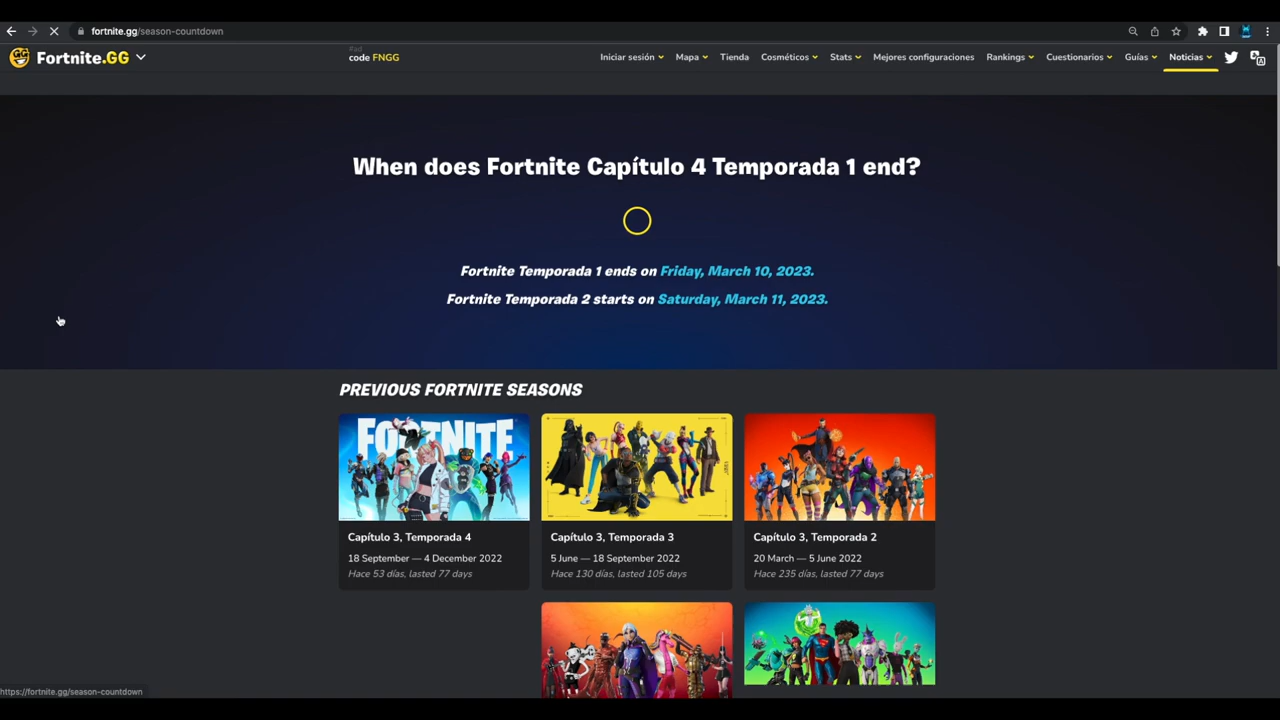 fortnite.gg/season-countdown
Fortnite.GG
#ad
code FNGG
Iniciar sesión
Mapa
Tienda
Cosméticos
Stats
Mejores configuraciones
Rankings
Cuestionarios
Guías
Noticias
When does Fortnite Capítulo 4 Temporada 1 end?
Fortnite Temporada 1 ends on Friday, March 10, 2023.
Fortnite Temporada 2 starts on Saturday, March 11, 2023.
PREVIOUS FORTNITE SEASONS
FORTNITE
Capítulo 3, Temporada 4
18 September — 4 December 2022
Hace 53 días, lasted 77 days
Capítulo 3, Temporada 3
5 June — 18 September 2022
Hace 130 días, lasted 105 days
Capítulo 3, Temporada 2
20 March — 5 June 2022
Hace 235 días, lasted 77 days
https://fortnite.gg/season-countdown